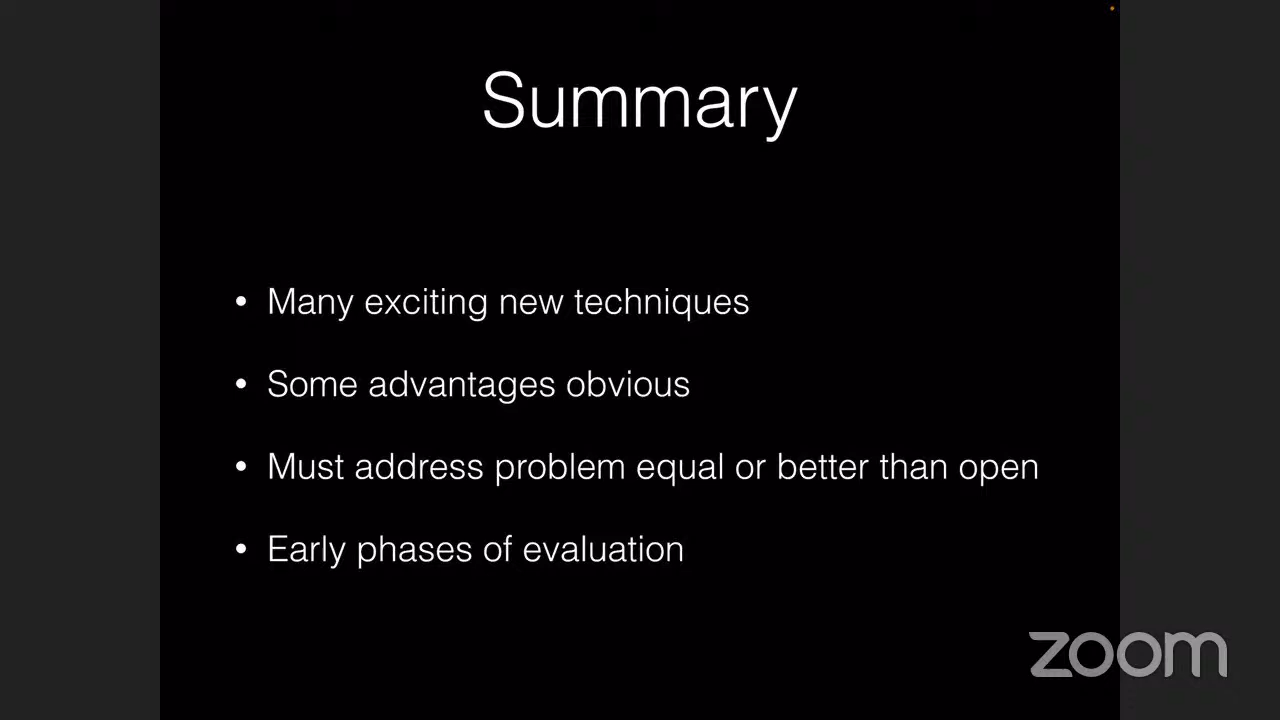 Summary
• Many exciting new techniques
• Some advantages obvious
• Must address problem equal or better than open
• Early phases of evaluation
zoom